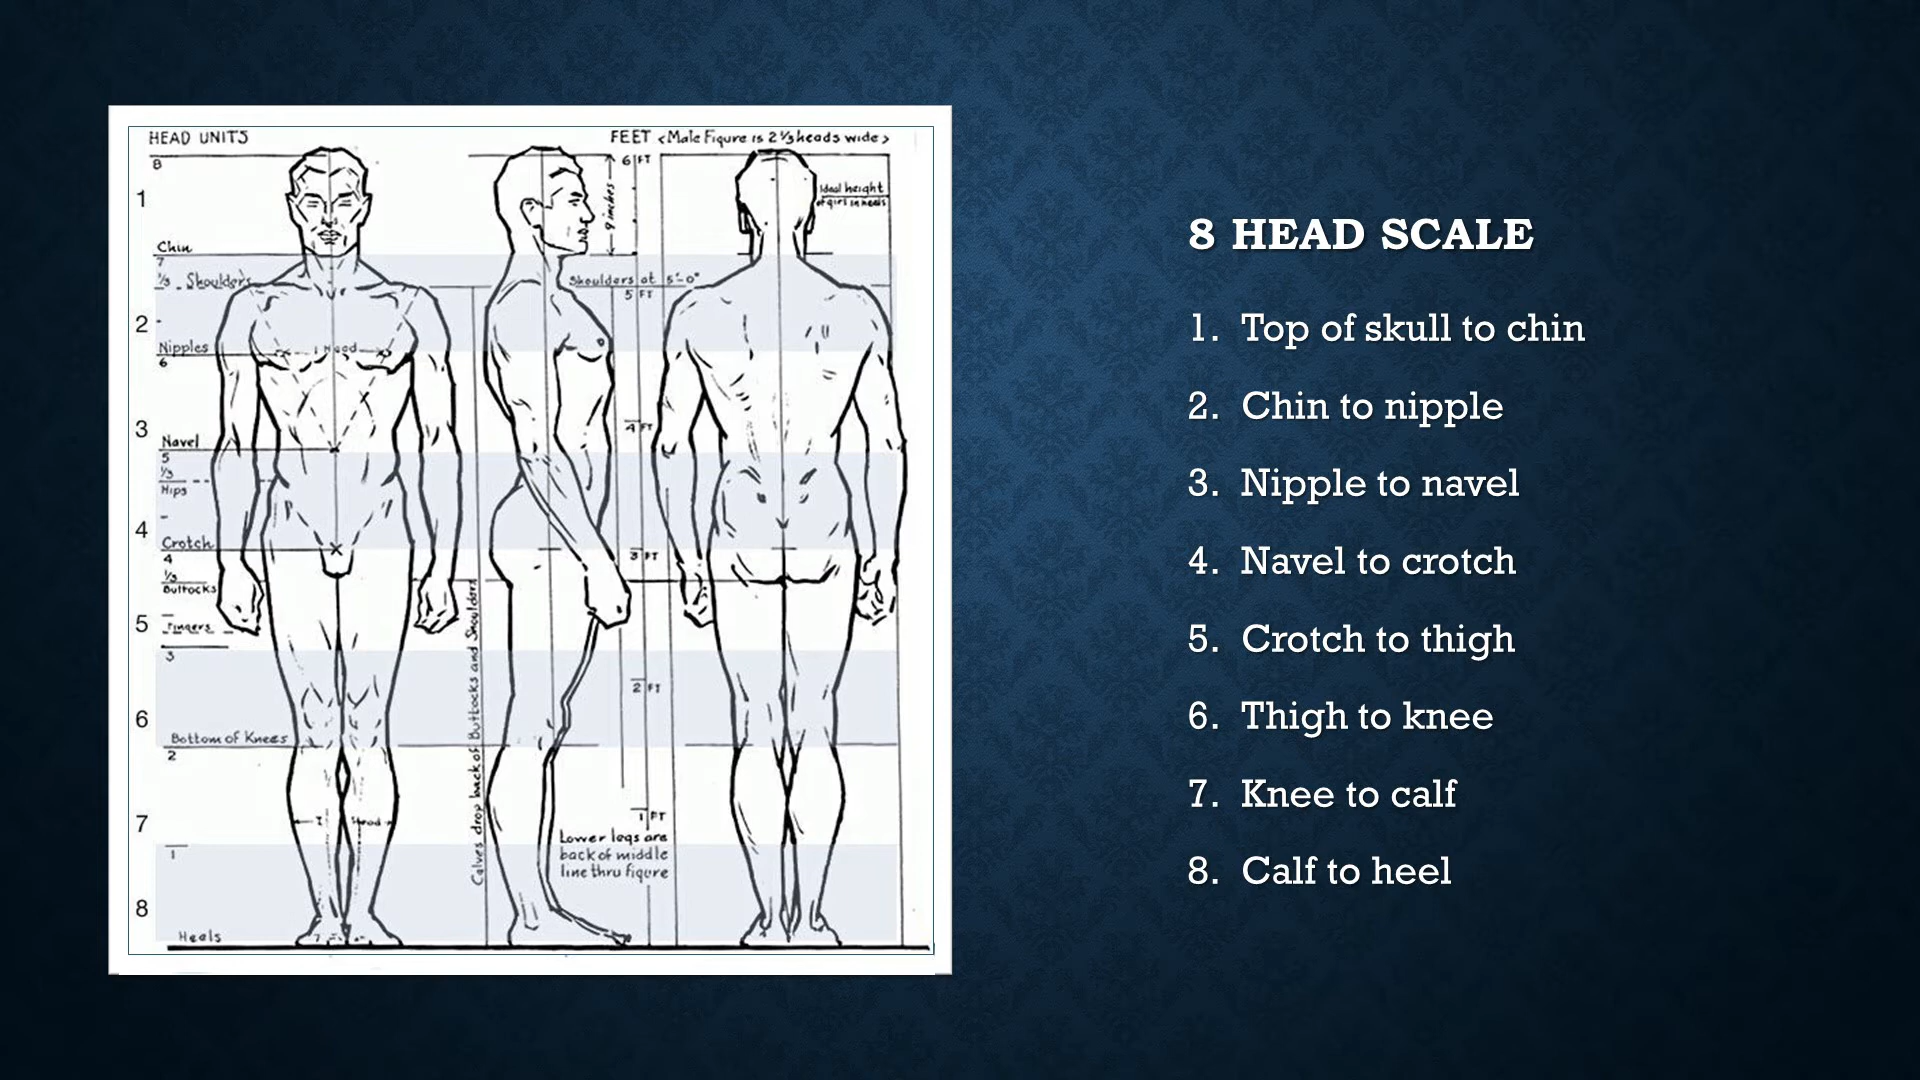 HEAD UNITS
FEET <Male Figure is 2⅓ heads wide>
8
6 FT
1
9 inches
Ideal height
of girl in heels
Chin
7
⅓ Shoulders
Shoulders at 5'-0"
5 FT
2
Nipples
1 Head
6
3
4 FT
Navel
5
⅓
Hips
4
Crotch
3 FT
4
⅓
Buttocks
5
Fingers
3
2 FT
6
Bottom of Knees
2
Calves drop back of Buttocks and Shoulders
7
1 FT
1 Head
Lower legs are
back of middle
line thru figure
1
8
Heels
8 HEAD SCALE
1. Top of skull to chin
2. Chin to nipple
3. Nipple to navel
4. Navel to crotch
5. Crotch to thigh
6. Thigh to knee
7. Knee to calf
8. Calf to heel